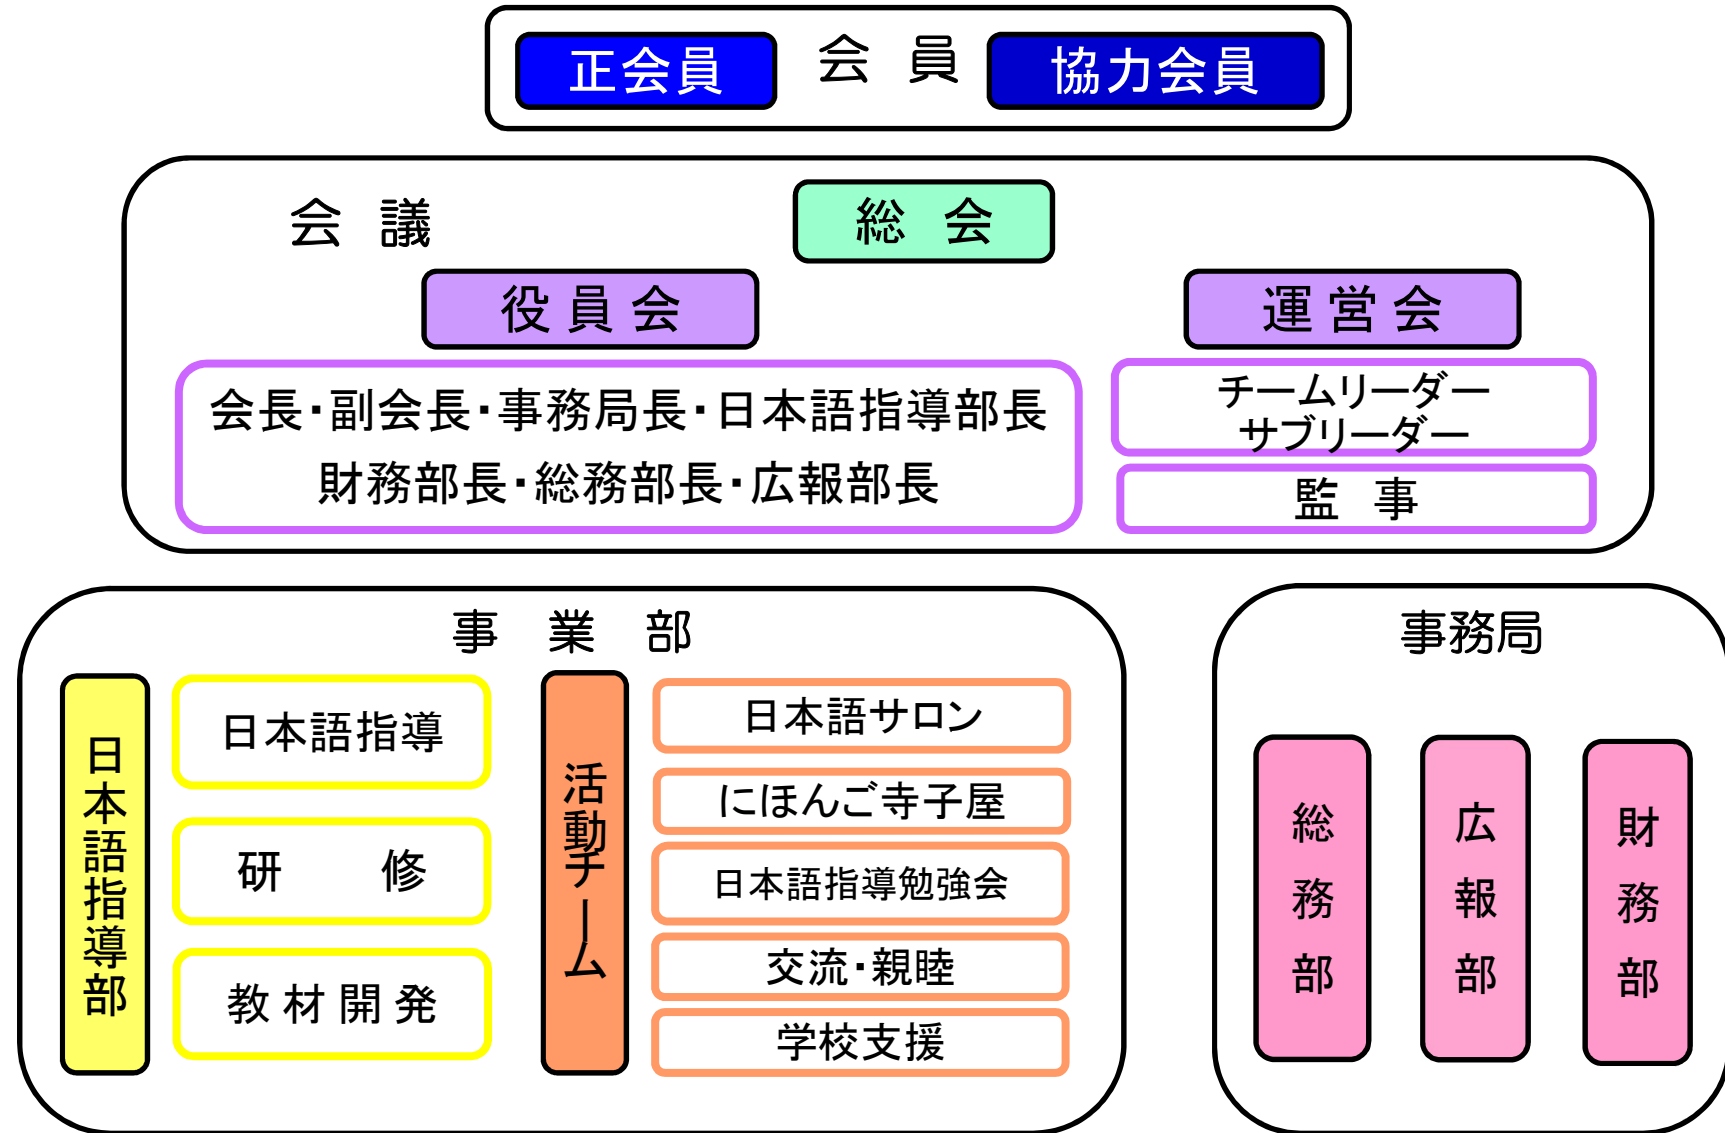 正会員
会 員
協力会員
会 議
総 会
役員会
運営会
会長・副会長・事務局長・日本語指導部長
財務部長・総務部長・広報部長
チームリーダー
サブリーダー
監 事
事 業 部
日本語指導部
日本語指導
研 修
教材開発
活動チーム
日本語サロン
にほんご寺子屋
日本語指導勉強会
交流・親睦
学校支援
事務局
総務部
広報部
財務部